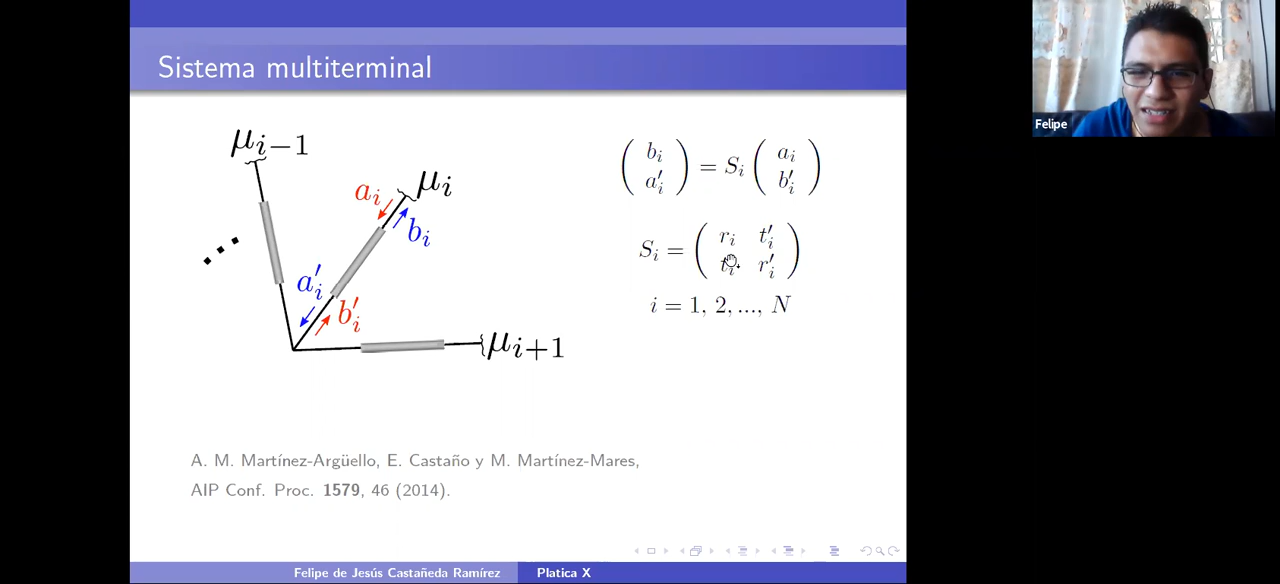 Sistema multiterminal
μi−1
μi
ai
bi
a′i
b′i
μi+1
( bi a′i ) = Si ( ai b′i )
Si = ( ri t′i ti r′i )
i = 1, 2, ..., N
A. M. Martínez-Argüello, E. Castaño y M. Martínez-Mares,
AIP Conf. Proc. 1579, 46 (2014).
Felipe de Jesús Castañeda Ramírez Platica X
Felipe